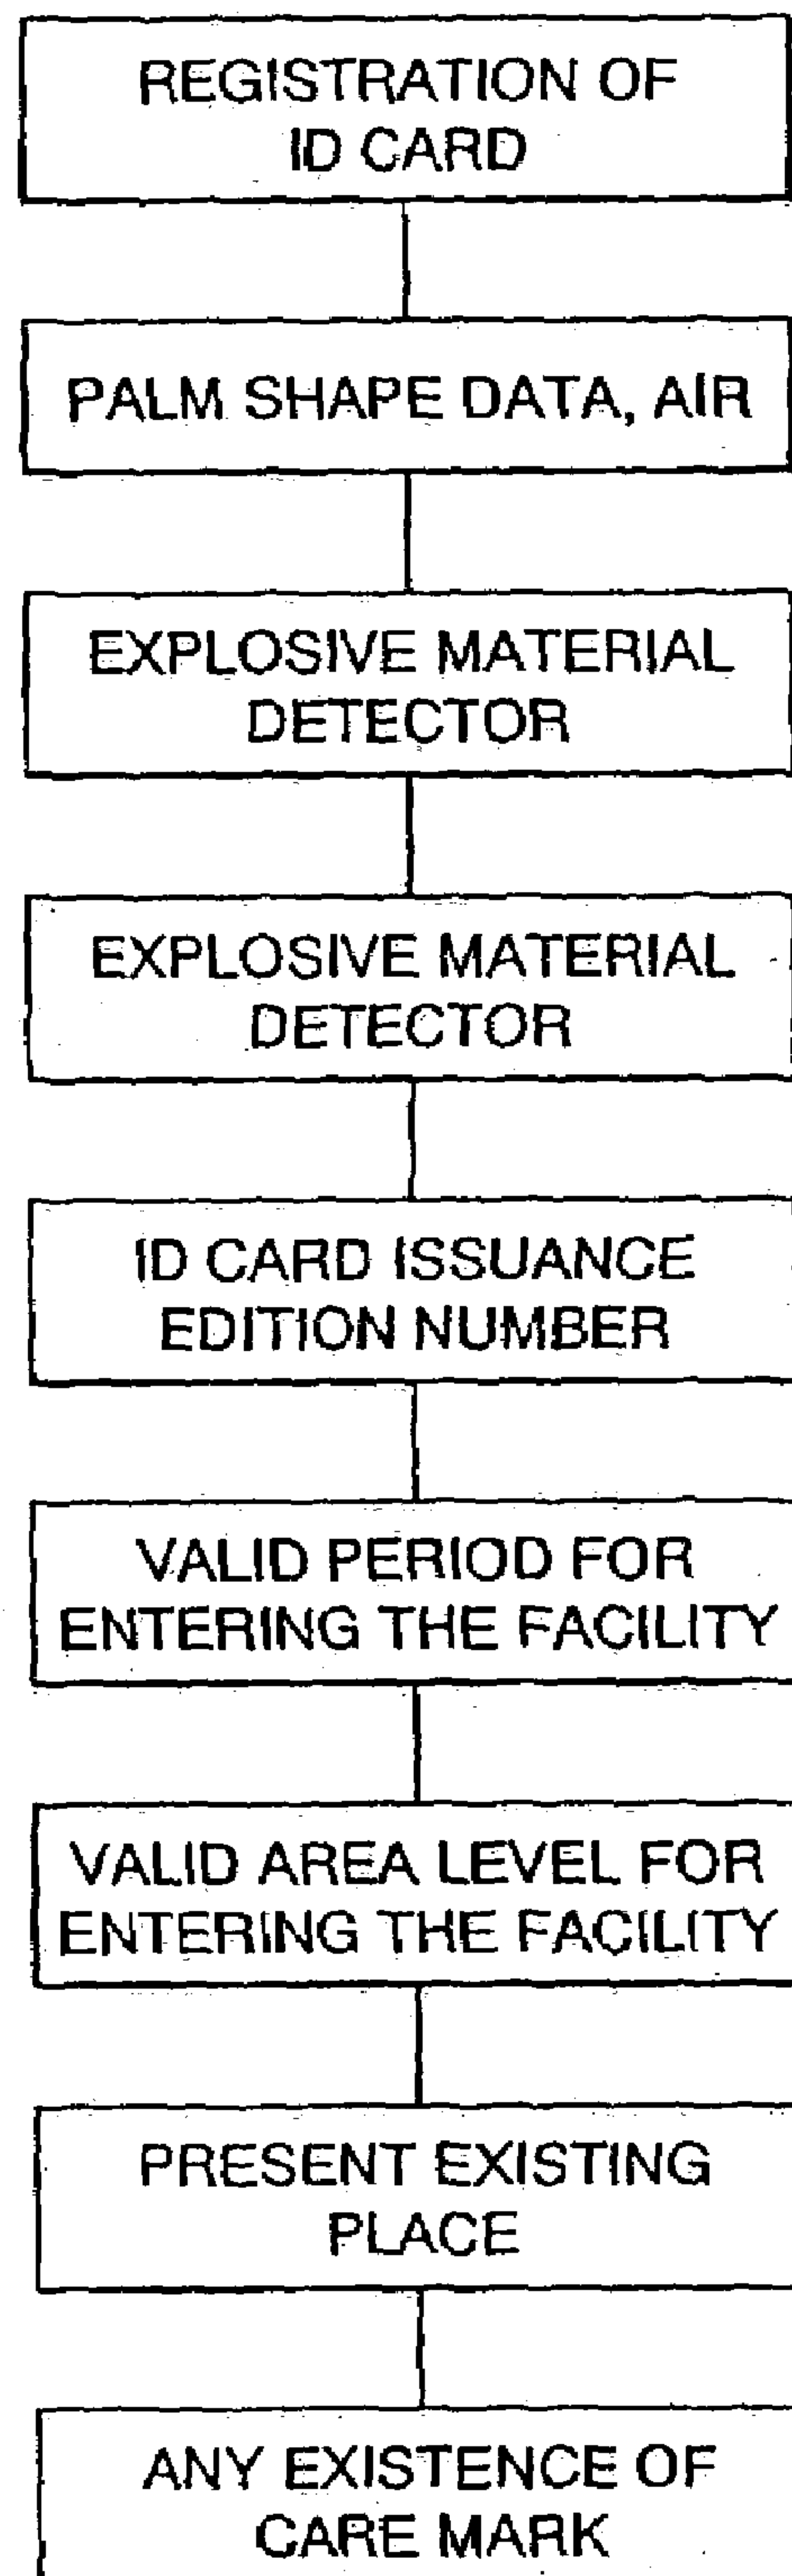 REGISTRATION OF
ID CARD
PALM SHAPE DATA, AIR
EXPLOSIVE MATERIAL
DETECTOR
EXPLOSIVE MATERIAL
DETECTOR
ID CARD ISSUANCE
EDITION NUMBER
VALID PERIOD FOR
ENTERING THE FACILITY
VALID AREA LEVEL FOR
ENTERING THE FACILITY
PRESENT EXISTING
PLACE
ANY EXISTENCE OF
CARE MARK